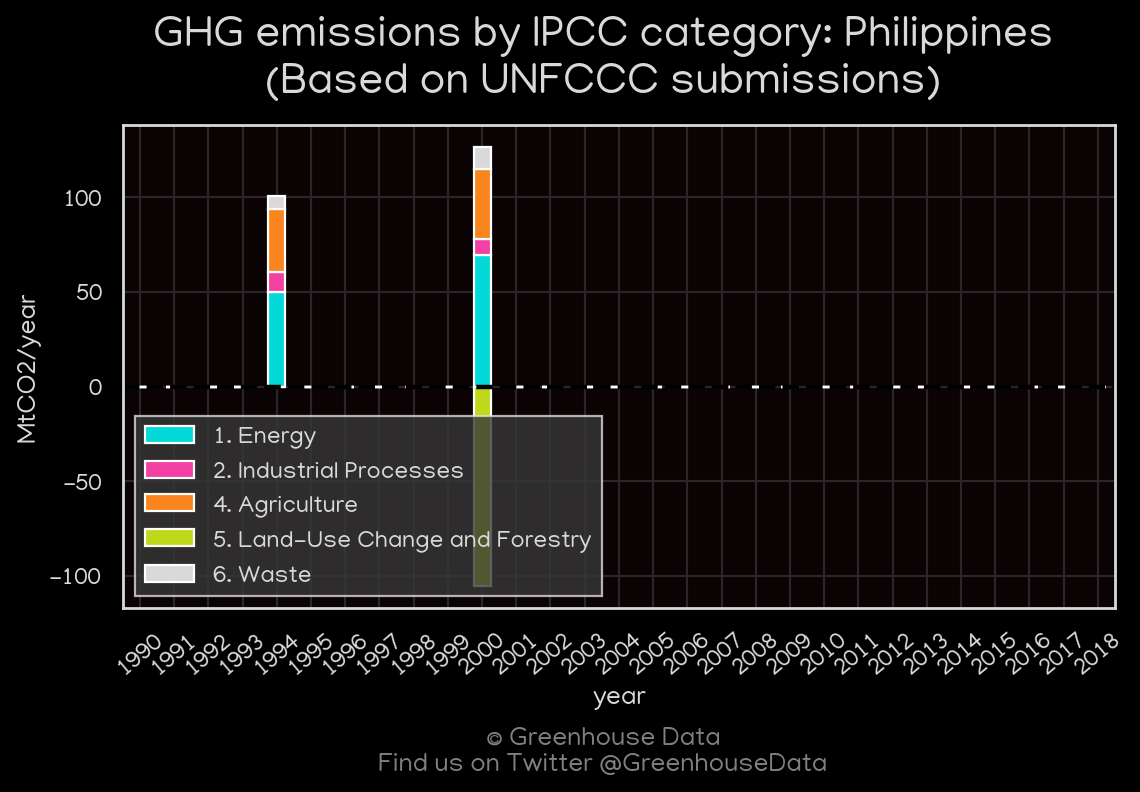 GHG emissions by IPCC category: Philippines
(Based on UNFCCC submissions)
MtCO2/year
100
50
0
−50
−100
1. Energy
2. Industrial Processes
4. Agriculture
5. Land-Use Change and Forestry
6. Waste
1990 1991 1992 1993 1994 1995 1996 1997 1998 1999 2000 2001 2002 2003 2004 2005 2006 2007 2008 2009 2010 2011 2012 2013 2014 2015 2016 2017 2018
year
© Greenhouse Data
Find us on Twitter @GreenhouseData